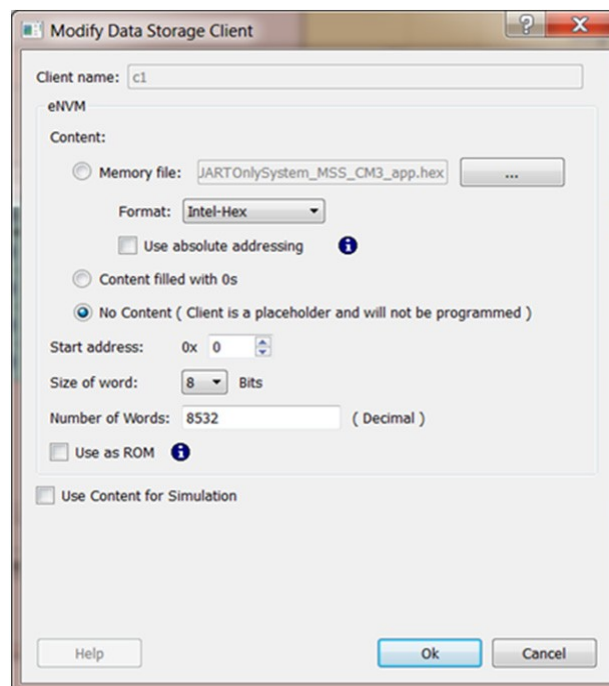 Modify Data Storage Client
Client name: c1
eNVM
Content:
Memory file: JARTOnlySystem_MSS_CM3_app.hex ...
Format: Intel-Hex
Use absolute addressing
Content filled with 0s
No Content ( Client is a placeholder and will not be programmed )
Start address: 0x 0
Size of word: 8 Bits
Number of Words: 8532 ( Decimal )
Use as ROM
Use Content for Simulation
Help Ok Cancel